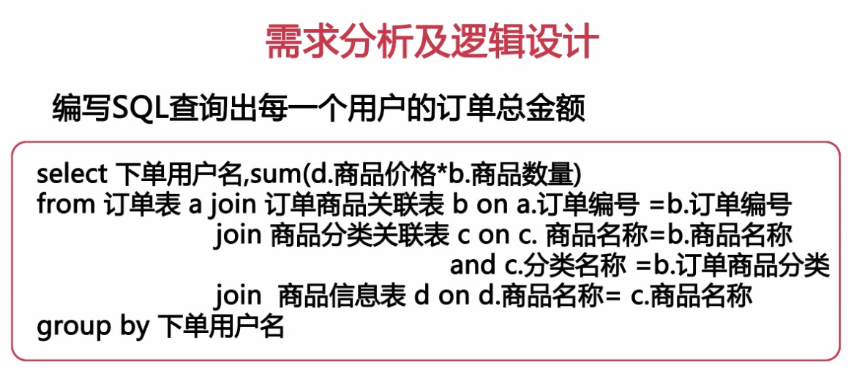 需求分析及逻辑设计
编写SQL查询出每一个用户的订单总金额
select 下单用户名,sum(d.商品价格*b.商品数量)
from 订单表 a join 订单商品关联表 b on a.订单编号 =b.订单编号
join 商品分类关联表 c on c. 商品名称=b.商品名称
and c.分类名称 =b.订单商品分类
join 商品信息表 d on d.商品名称= c.商品名称
group by 下单用户名